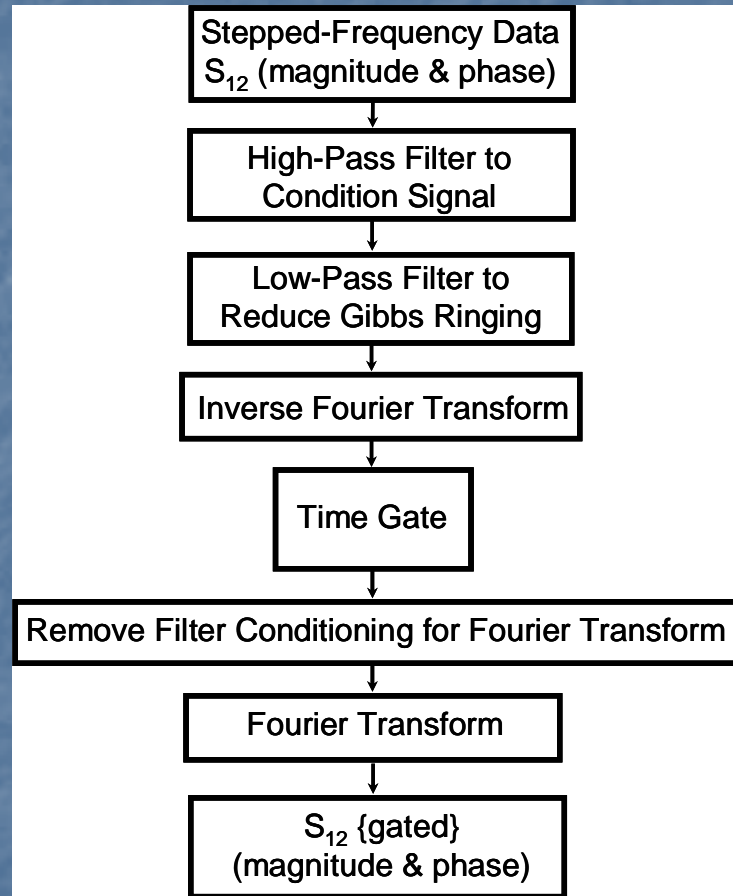 Stepped-Frequency Data
S₁₂ (magnitude & phase)
High-Pass Filter to
Condition Signal
Low-Pass Filter to
Reduce Gibbs Ringing
Inverse Fourier Transform
Time Gate
Remove Filter Conditioning for Fourier Transform
Fourier Transform
S₁₂ {gated}
(magnitude & phase)